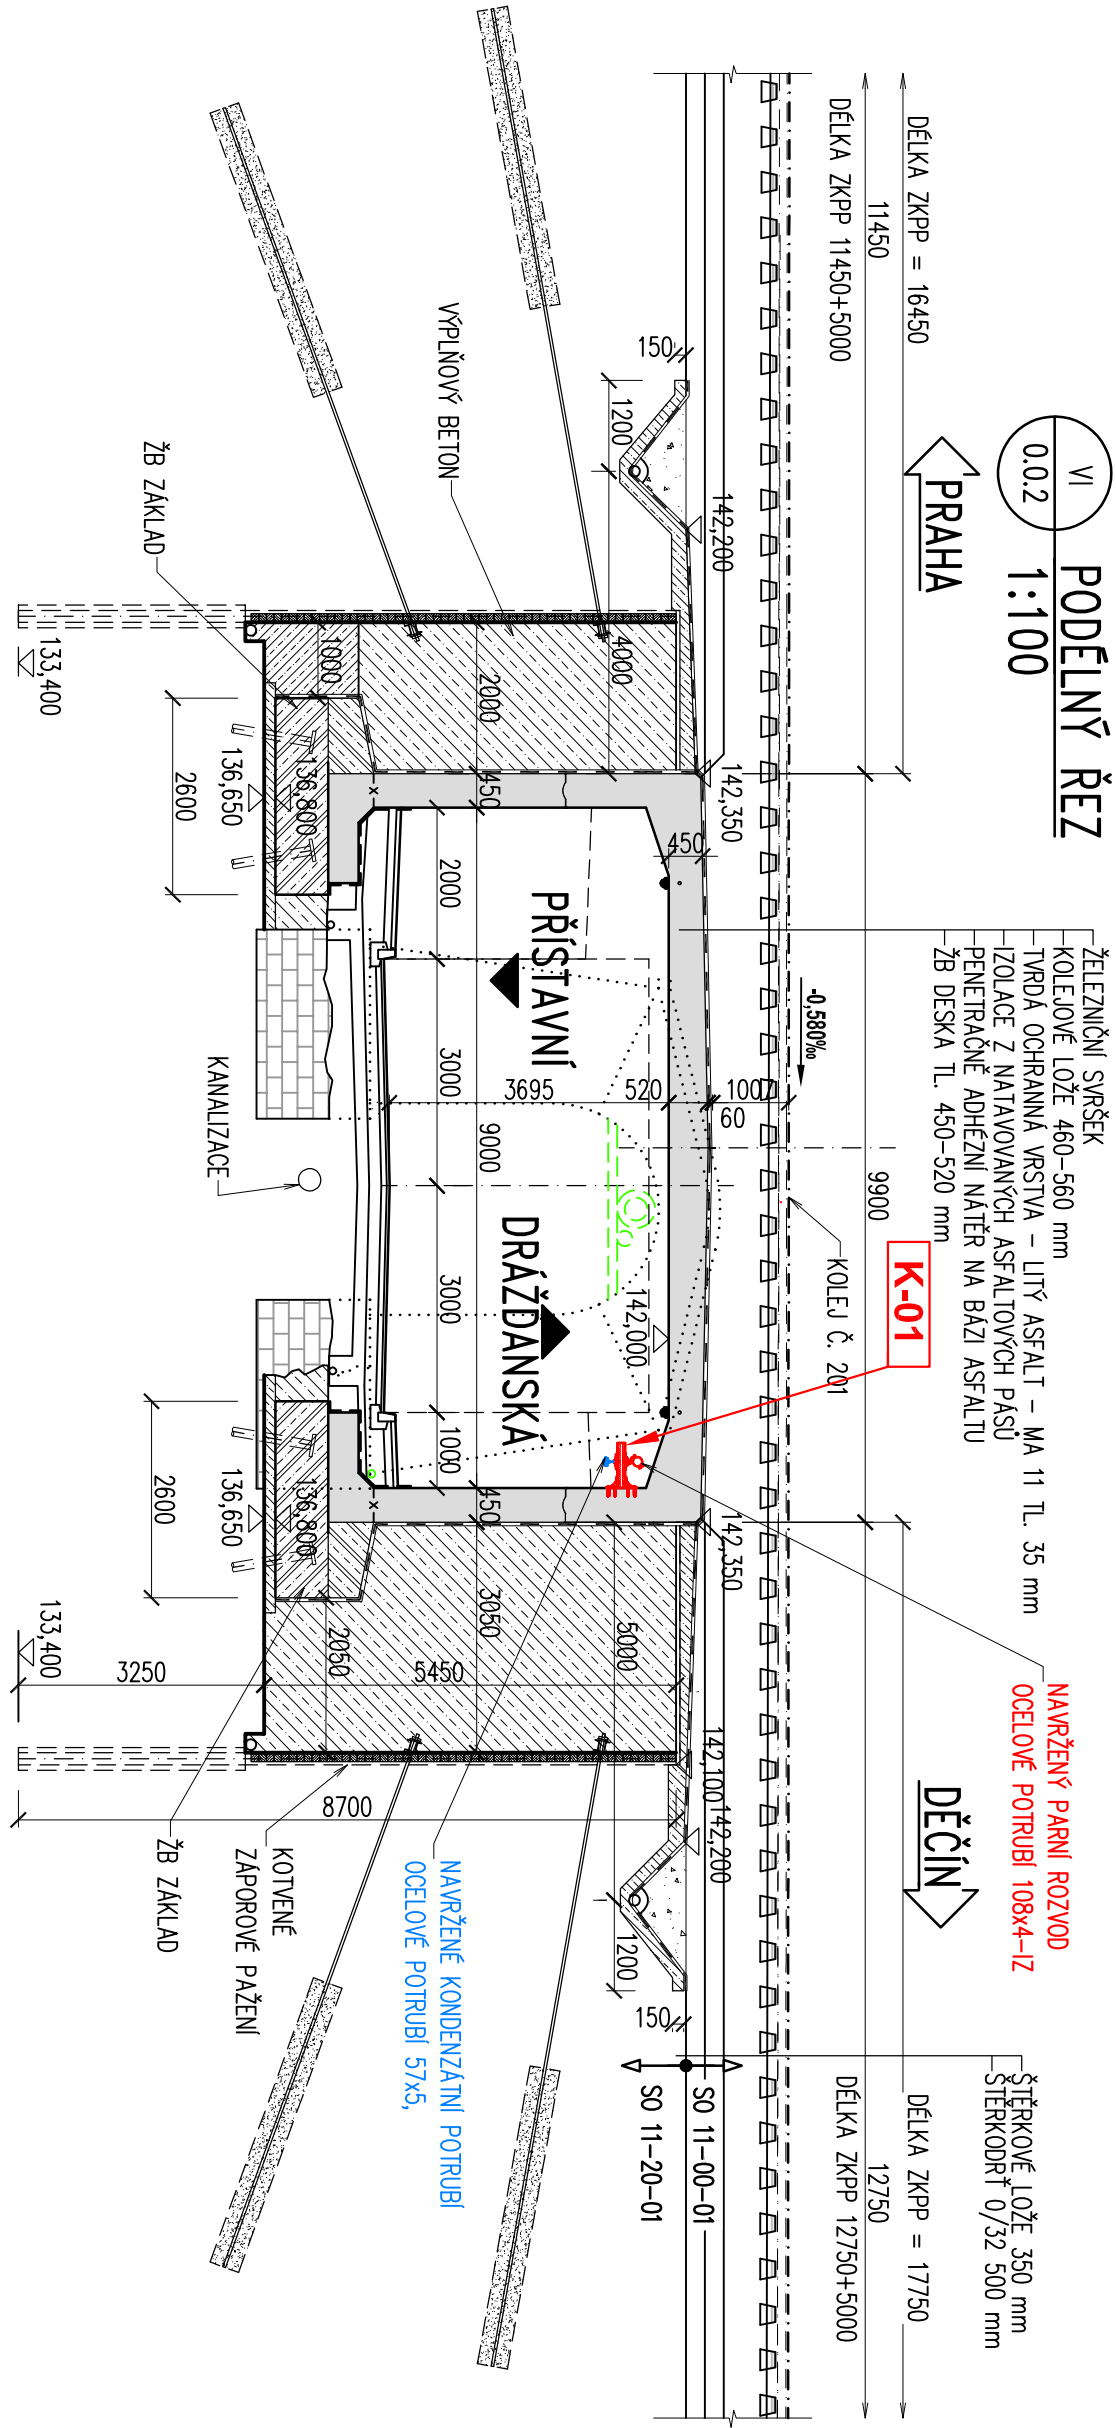 VI
0.0.2
PODÉLNÝ ŘEZ
1:100
PRAHA
DĚČÍN
ŽELEZNIČNÍ SVRŠEK
KOLEJOVÉ LOŽE 460-560 mm
TVRDÁ OCHRANNÁ VRSTVA - LITÝ ASFALT - MA 11 TL. 35 mm
IZOLACE Z NATAVOVANÝCH ASFALTOVÝCH PÁSŮ
PENETRAČNĚ ADHÉZNÍ NÁTĚR NA BÁZI ASFALTU
ŽB DESKA TL. 450-520 mm
NAVRŽENÝ PARNÍ ROZVOD
OCELOVÉ POTRUBÍ 108x4-IZ
ŠTĚRKOVÉ LOŽE 350 mm
ŠTĚRKODRŤ 0/32 500 mm
DÉLKA ZKPP = 16450
DÉLKA ZKPP = 17750
11450
9900
12750
DÉLKA ZKPP 11450+5000
DÉLKA ZKPP 12750+5000
K-01
KOLEJ Č. 201
-0,580‰
142,200
142,350
142,350
142,100
142,200
SO 11-00-01
SO 11-20-01
150
1200
4000
450
100
60
520
3695
142,000
5000
1200
150
PŘÍSTAVNÍ
DRÁŽĎANSKÁ
2000
450
9000
450
3050
2000
3000
3000
1000
5450
3250
8700
VÝPLŇOVÝ BETON
NAVRŽENÉ KONDENZÁTNÍ POTRUBÍ
OCELOVÉ POTRUBÍ 57x5,
1000
2050
136,800
136,800
136,650
136,650
2600
2600
KANALIZACE
KOTVENÉ
ZÁPOROVÉ PAŽENÍ
ŽB ZÁKLAD
ŽB ZÁKLAD
133,400
133,400